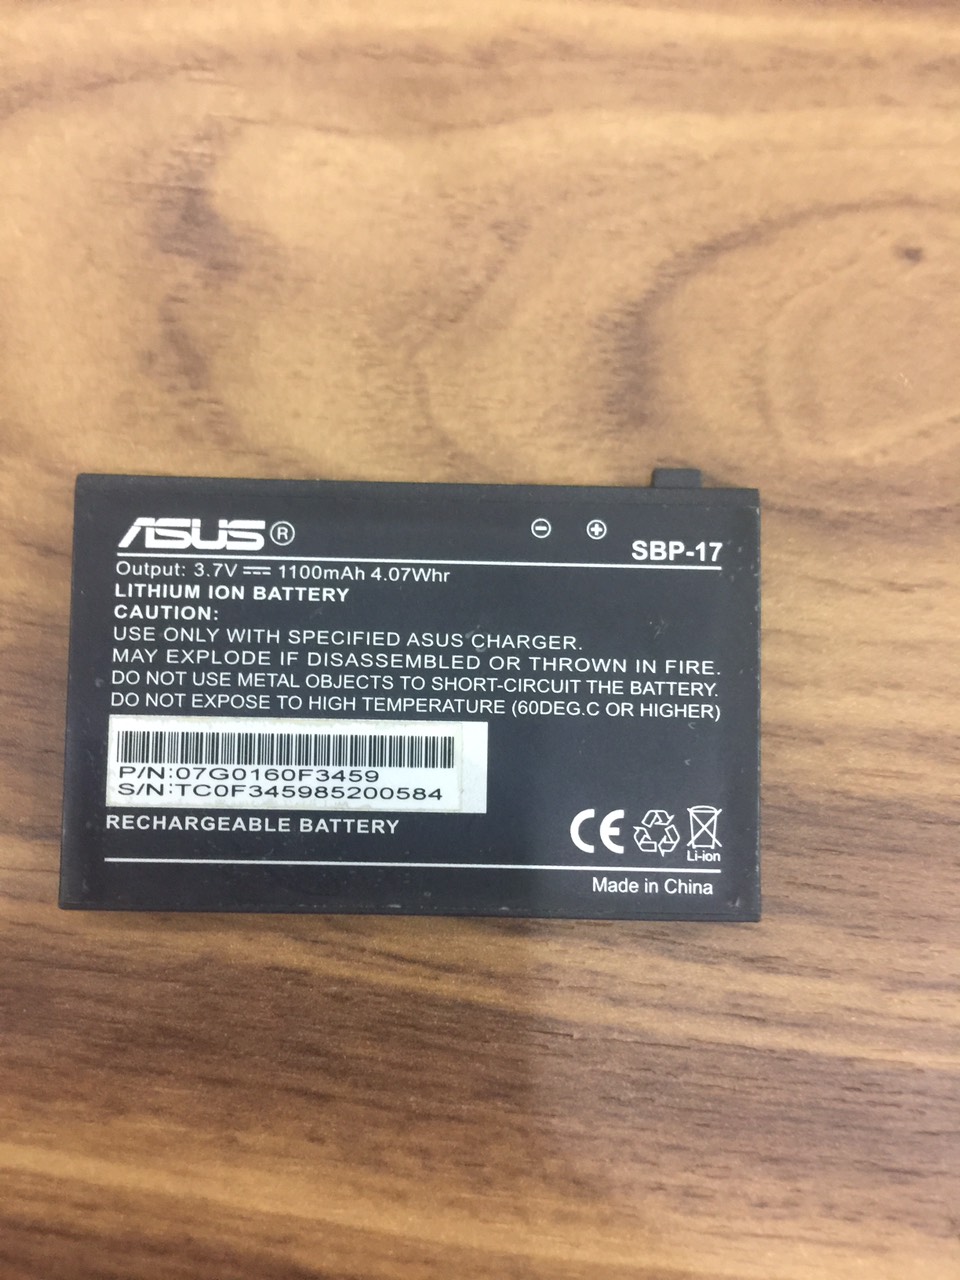 ASUS®
⊖ ⊕
SBP-17
Output: 3.7V ⎓ 1100mAh 4.07Whr
LITHIUM ION BATTERY
CAUTION:
USE ONLY WITH SPECIFIED ASUS CHARGER.
MAY EXPLODE IF DISASSEMBLED OR THROWN IN FIRE.
DO NOT USE METAL OBJECTS TO SHORT-CIRCUIT THE BATTERY.
DO NOT EXPOSE TO HIGH TEMPERATURE (60DEG.C OR HIGHER)
P/N:07G0160F3459
S/N:TC0F345985200584
RECHARGEABLE BATTERY
CE
Li-ion
Made in China